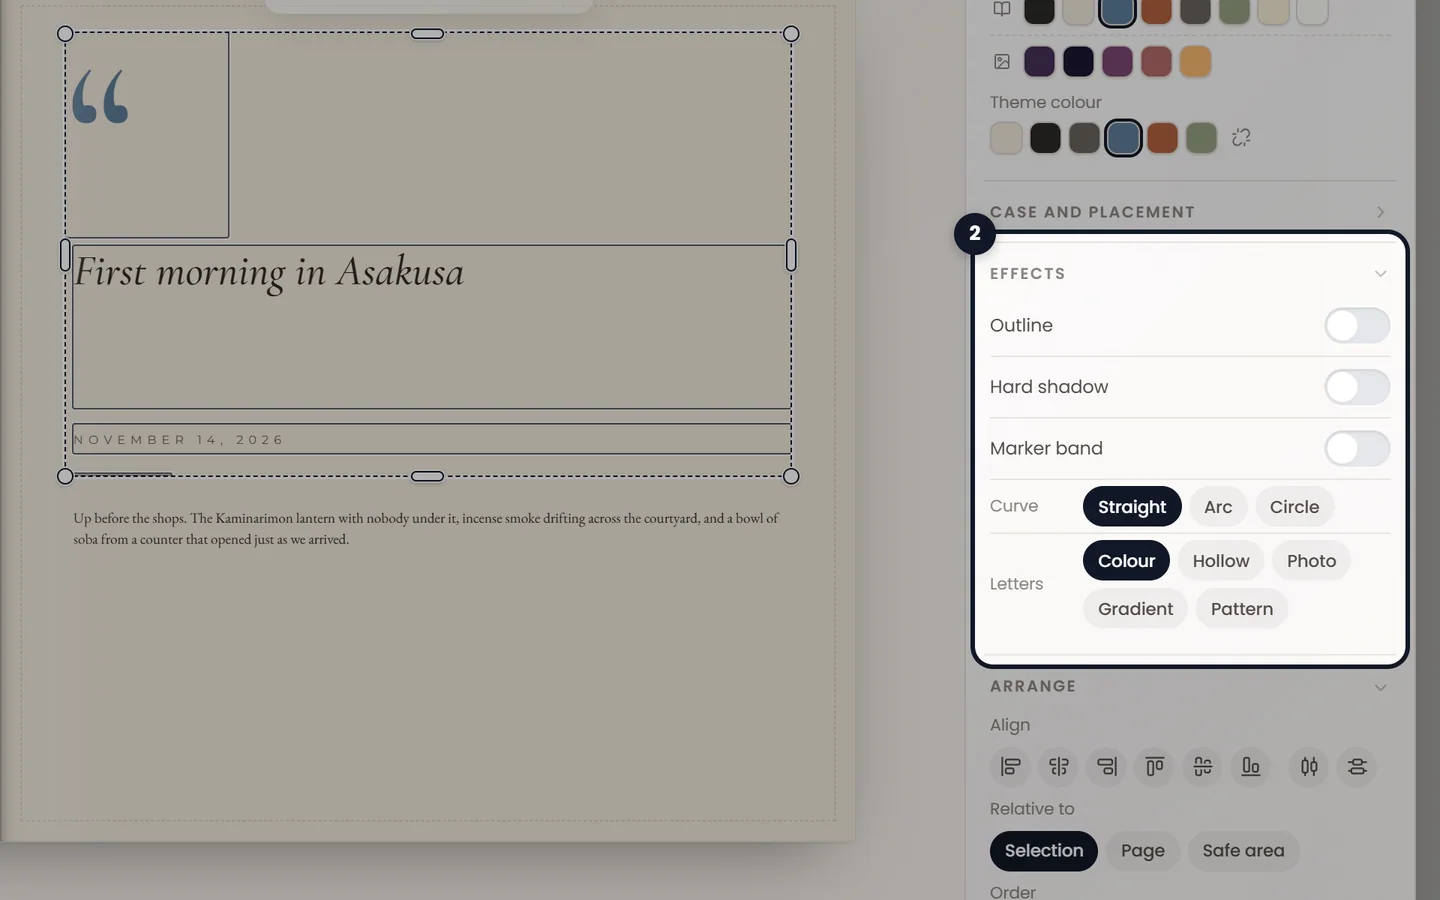 “
First morning in Asakusa
NOVEMBER 14, 2026
Up before the shops. The Kaminarimon lantern with nobody under it, incense smoke drifting across the courtyard, and a bowl of
soba from a counter that opened just as we arrived.
Theme colour
CASE AND PLACEMENT
2
EFFECTS
Outline
Hard shadow
Marker band
Curve
Straight
Arc
Circle
Letters
Colour
Hollow
Photo
Gradient
Pattern
ARRANGE
Align
Relative to
Selection
Page
Safe area
Order